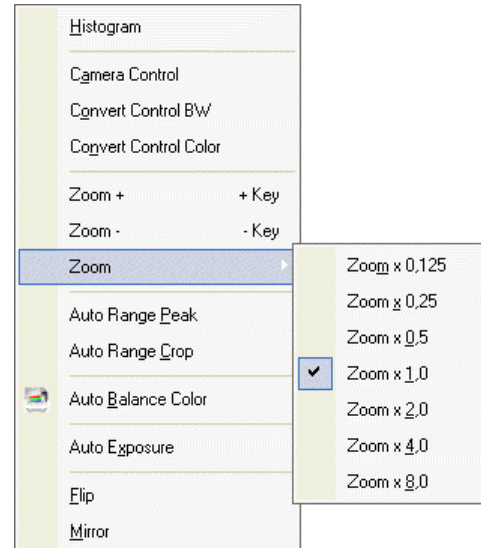 Histogram
Camera Control
Convert Control BW
Convert Control Color
Zoom + + Key
Zoom - - Key
Zoom
Zoom x 0,125
Zoom x 0,25
Zoom x 0,5
Zoom x 1,0
Zoom x 2,0
Zoom x 4,0
Zoom x 8,0
Auto Range Peak
Auto Range Crop
Auto Balance Color
Auto Exposure
Flip
Mirror